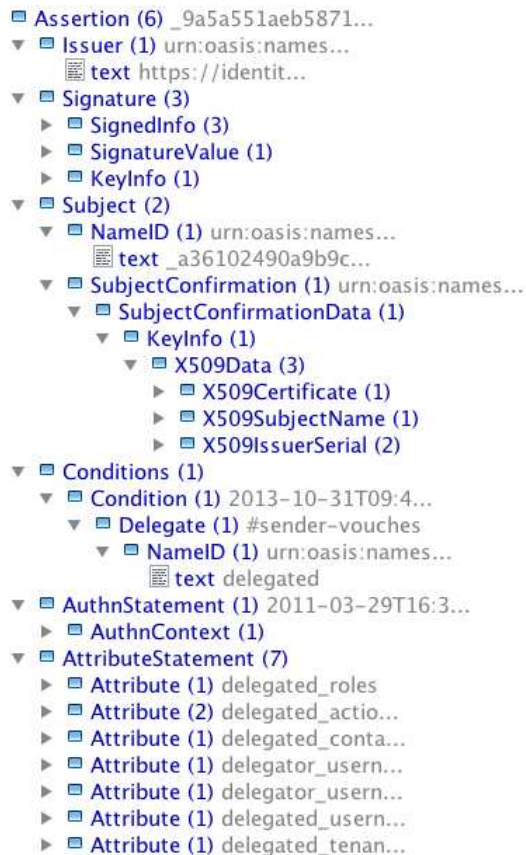 Assertion (6) _9a5a551aeb5871...
Issuer (1) urn:oasis:names...
text https://identit...
Signature (3)
SignedInfo (3)
SignatureValue (1)
KeyInfo (1)
Subject (2)
NameID (1) urn:oasis:names...
text _a36102490a9b9c...
SubjectConfirmation (1) urn:oasis:names...
SubjectConfirmationData (1)
KeyInfo (1)
X509Data (3)
X509Certificate (1)
X509SubjectName (1)
X509IssuerSerial (2)
Conditions (1)
Condition (1) 2013-10-31T09:4...
Delegate (1) #sender-vouches
NameID (1) urn:oasis:names...
text delegated
AuthnStatement (1) 2011-03-29T16:3...
AuthnContext (1)
AttributeStatement (7)
Attribute (1) delegated_roles
Attribute (2) delegated_actio...
Attribute (1) delegated_conta...
Attribute (1) delegator_usern...
Attribute (1) delegator_usern...
Attribute (1) delegated_usern...
Attribute (1) delegated_tenan...